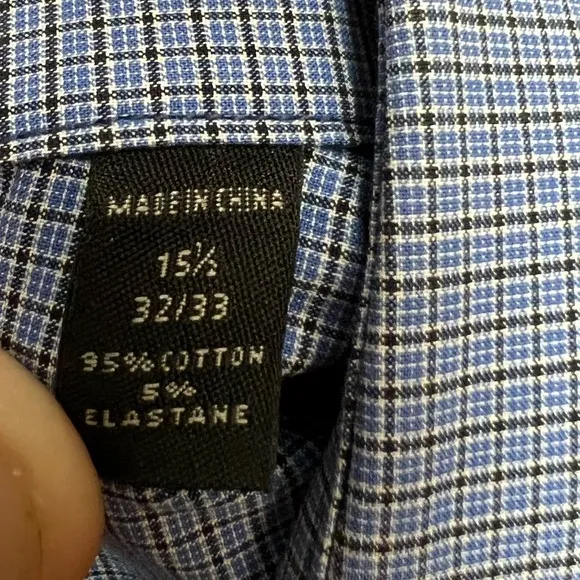 MADE IN CHINA
15½
32/33
95% COTTON
5%
ELASTANE